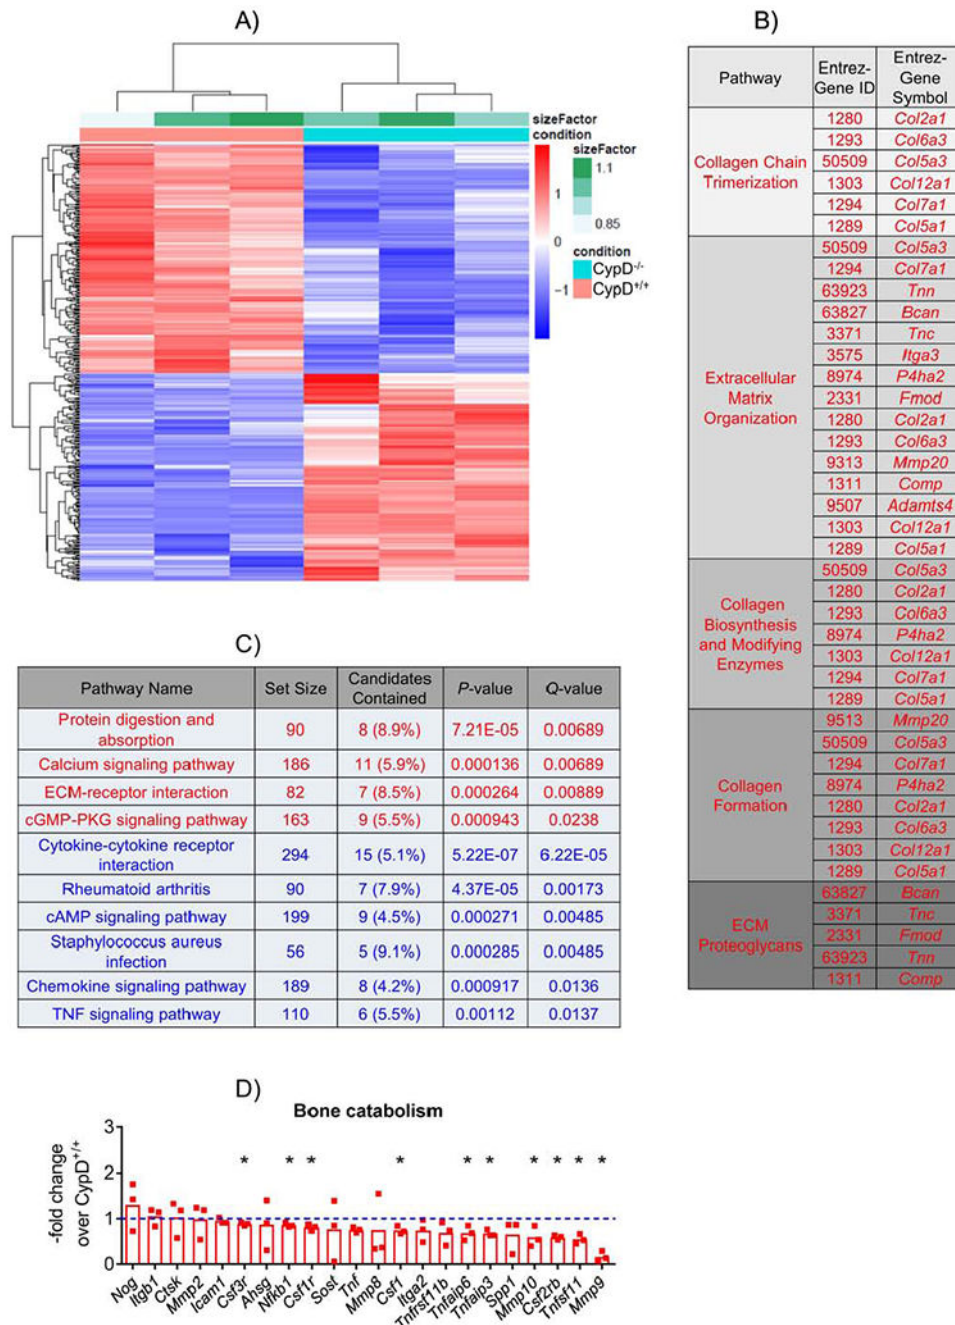 A)
sizeFactor
condition
sizeFactor
1.1
0.85
1
0
−1
condition
CypD-/-
CypD+/+
B)
Pathway Entrez-Gene ID Entrez-Gene Symbol
Collagen Chain Trimerization
1280 Col2a1
1293 Col6a3
50509 Col5a3
1303 Col12a1
1294 Col7a1
1289 Col5a1
Extracellular Matrix Organization
50509 Col5a3
1294 Col7a1
63923 Tnn
63827 Bcan
3371 Tnc
3575 Itga3
8974 P4ha2
2331 Fmod
1280 Col2a1
1293 Col6a3
9313 Mmp20
1311 Comp
9507 Adamts4
1303 Col12a1
1289 Col5a1
Collagen Biosynthesis and Modifying Enzymes
50509 Col5a3
1280 Col2a1
1293 Col6a3
8974 P4ha2
1303 Col12a1
1294 Col7a1
1289 Col5a1
Collagen Formation
9513 Mmp20
50509 Col5a3
1294 Col7a1
8974 P4ha2
1280 Col2a1
1293 Col6a3
1303 Col12a1
1289 Col5a1
ECM Proteoglycans
63827 Bcan
3371 Tnc
2331 Fmod
63923 Tnn
1311 Comp
C)
Pathway Name Set Size Candidates Contained P-value Q-value
Protein digestion and absorption 90 8 (8.9%) 7.21E-05 0.00689
Calcium signaling pathway 186 11 (5.9%) 0.000136 0.00689
ECM-receptor interaction 82 7 (8.5%) 0.000264 0.00889
cGMP-PKG signaling pathway 163 9 (5.5%) 0.000943 0.0238
Cytokine-cytokine receptor interaction 294 15 (5.1%) 5.22E-07 6.22E-05
Rheumatoid arthritis 90 7 (7.9%) 4.37E-05 0.00173
cAMP signaling pathway 199 9 (4.5%) 0.000271 0.00485
Staphylococcus aureus infection 56 5 (9.1%) 0.000285 0.00485
Chemokine signaling pathway 189 8 (4.2%) 0.000917 0.0136
TNF signaling pathway 110 6 (5.5%) 0.00112 0.0137
D)
Bone catabolism
-fold change
over CypD+/+
3
2
1
0
* * * * * * * * * *
Nog Itgb1 Ctsk Mmp2 Icam1 Csf3r Ahsg Nfkb1 Csf1r Sost Tnf Mmp8 Csf1 Itga2 Tnfrsf11b Tnfaip6 Tnfaip3 Spp1 Mmp10 Csf2rb Tnfsf11 Mmp9